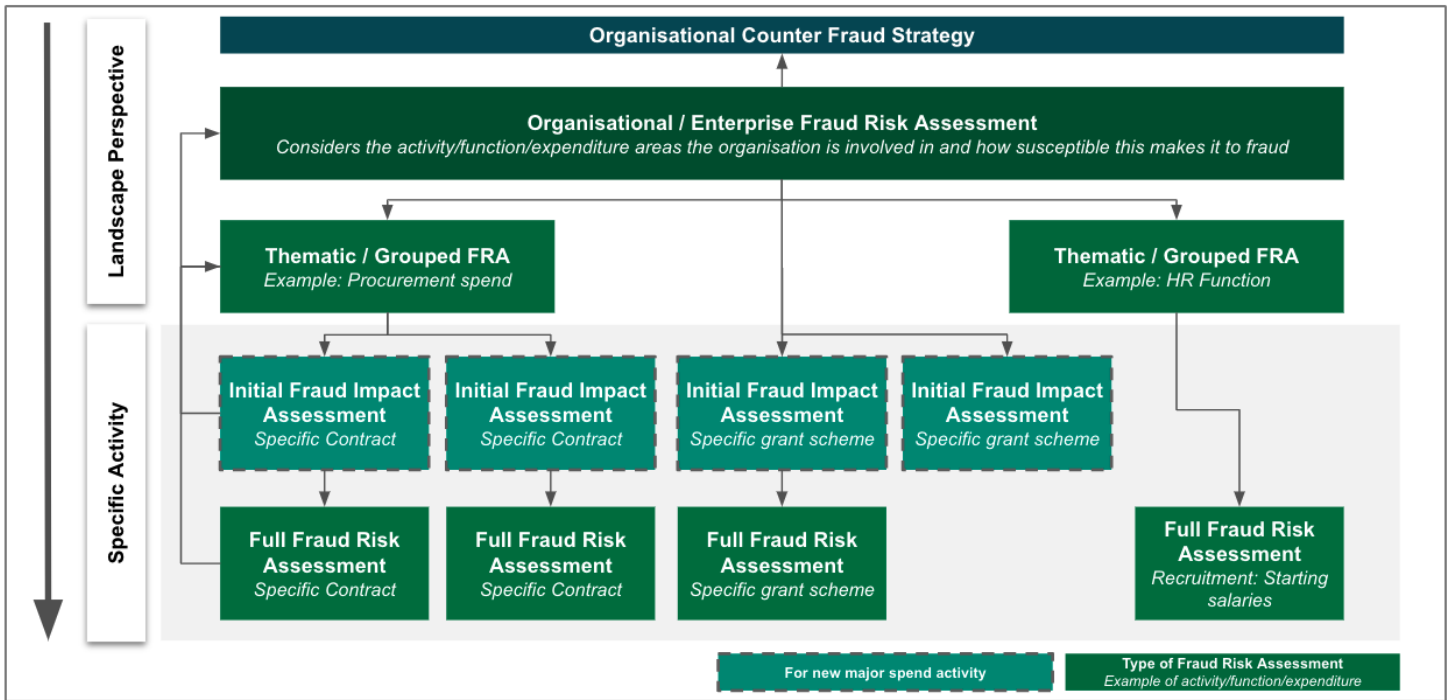 Organisational Counter Fraud Strategy
Landscape Perspective
Organisational / Enterprise Fraud Risk Assessment
Considers the activity/function/expenditure areas the organisation is involved in and how susceptible this makes it to fraud
Thematic / Grouped FRA
Example: Procurement spend
Thematic / Grouped FRA
Example: HR Function
Specific Activity
Initial Fraud Impact
Assessment
Specific Contract
Initial Fraud Impact
Assessment
Specific Contract
Initial Fraud Impact
Assessment
Specific grant scheme
Initial Fraud Impact
Assessment
Specific grant scheme
Full Fraud Risk
Assessment
Specific Contract
Full Fraud Risk
Assessment
Specific Contract
Full Fraud Risk
Assessment
Specific grant scheme
Full Fraud Risk
Assessment
Recruitment: Starting
salaries
For new major spend activity
Type of Fraud Risk Assessment
Example of activity/function/expenditure